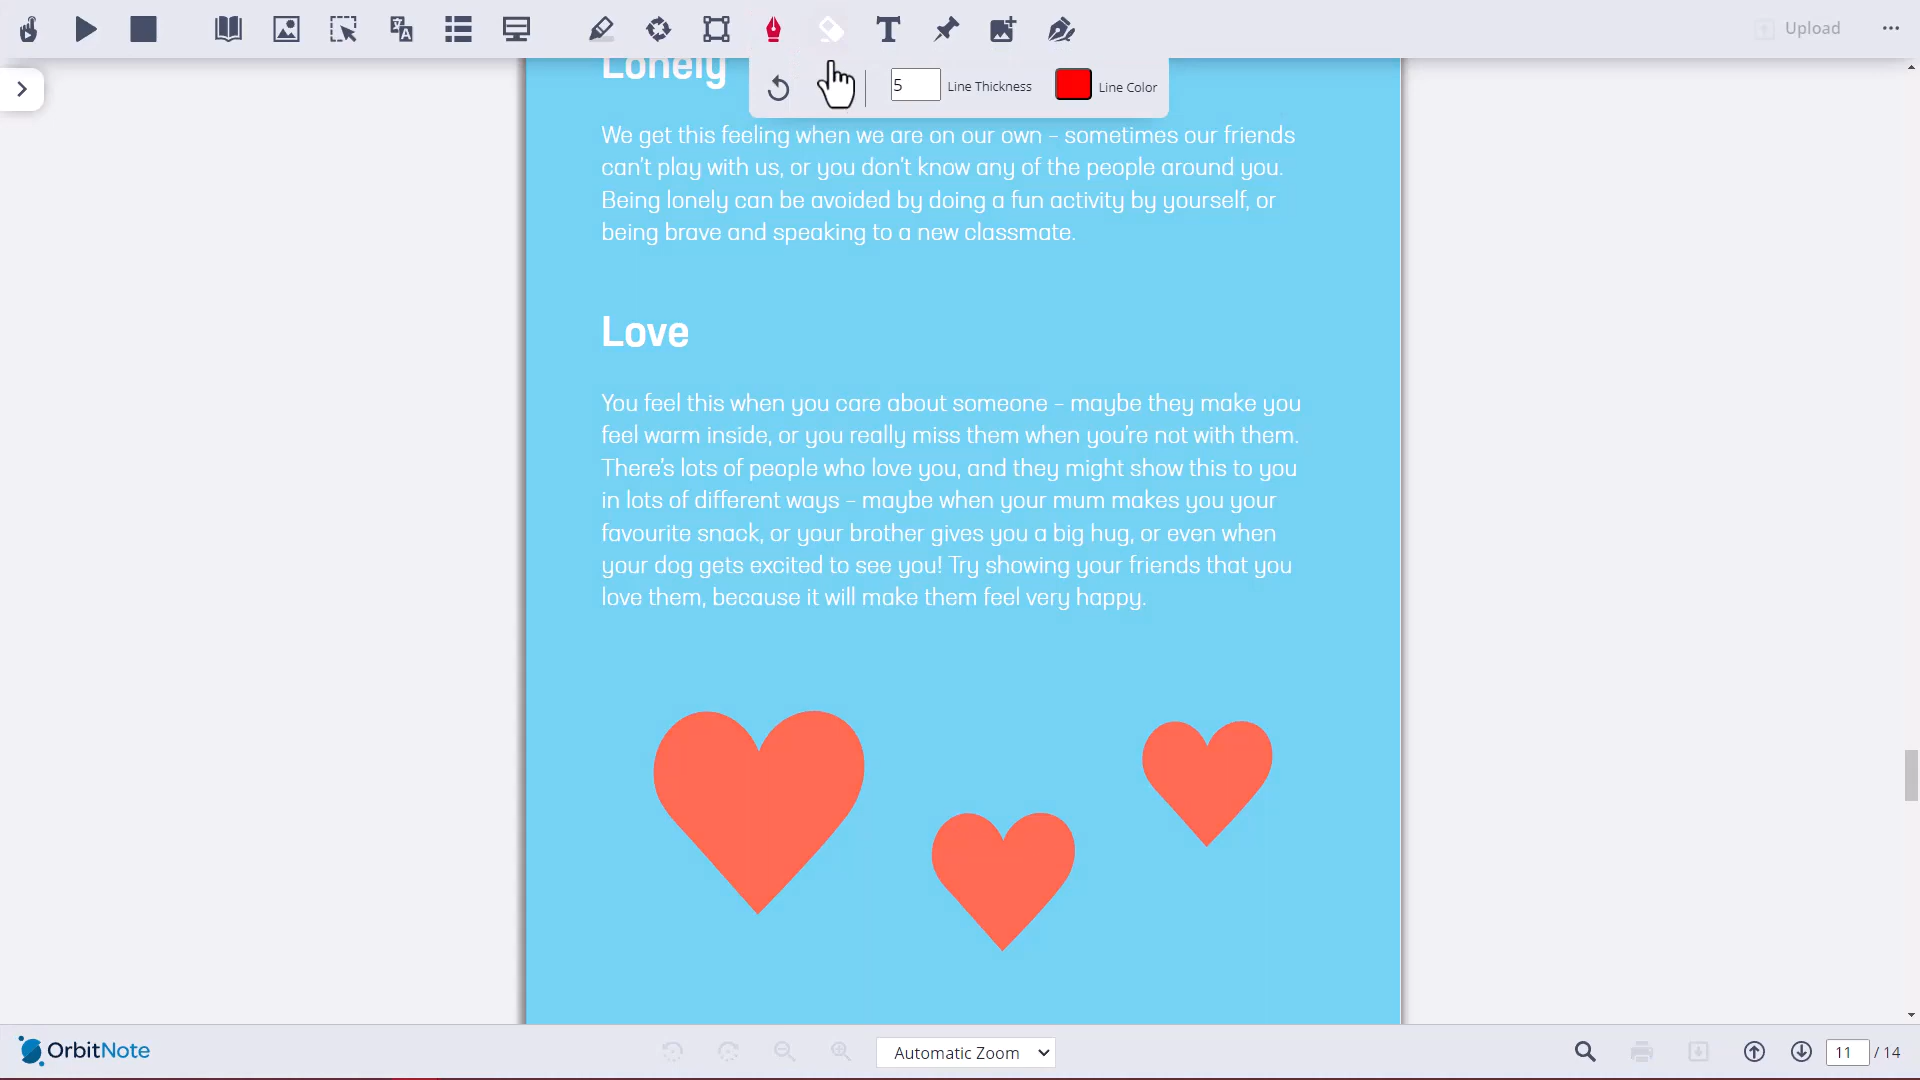 Upload
Lonely
5 Line Thickness Line Color
We get this feeling when we are on our own – sometimes our friends
can't play with us, or you don't know any of the people around you.
Being lonely can be avoided by doing a fun activity by yourself, or
being brave and speaking to a new classmate.
Love
You feel this when you care about someone – maybe they make you
feel warm inside, or you really miss them when you're not with them.
There's lots of people who love you, and they might show this to you
in lots of different ways – maybe when your mum makes you your
favourite snack, or your brother gives you a big hug, or even when
your dog gets excited to see you! Try showing your friends that you
love them, because it will make them feel very happy.
OrbitNote
Automatic Zoom
11 / 14